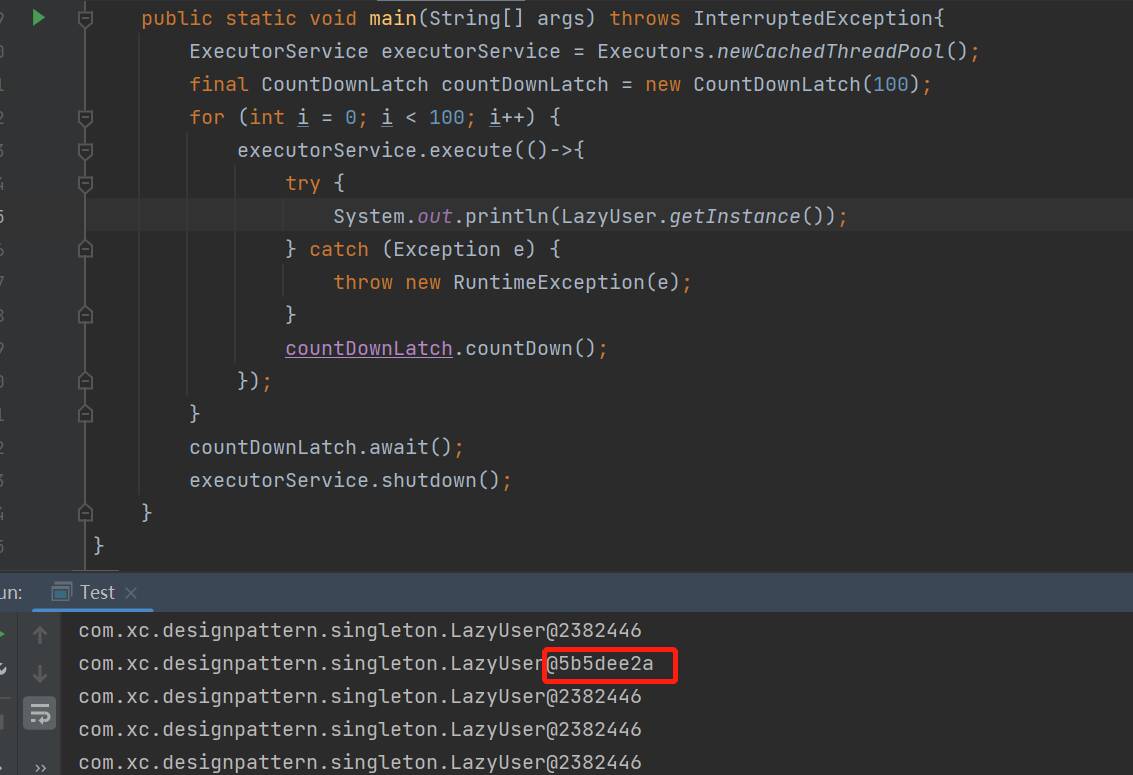 public static void main(String[] args) throws InterruptedException{
ExecutorService executorService = Executors.newCachedThreadPool();
final CountDownLatch countDownLatch = new CountDownLatch(100);
for (int i = 0; i < 100; i++) {
executorService.execute(()->{
try {
System.out.println(LazyUser.getInstance());
} catch (Exception e) {
throw new RuntimeException(e);
}
countDownLatch.countDown();
});
}
countDownLatch.await();
executorService.shutdown();
}
}
un: Test
com.xc.designpattern.singleton.LazyUser@2382446
com.xc.designpattern.singleton.LazyUser@5b5dee2a
com.xc.designpattern.singleton.LazyUser@2382446
com.xc.designpattern.singleton.LazyUser@2382446
com.xc.designpattern.singleton.LazyUser@2382446